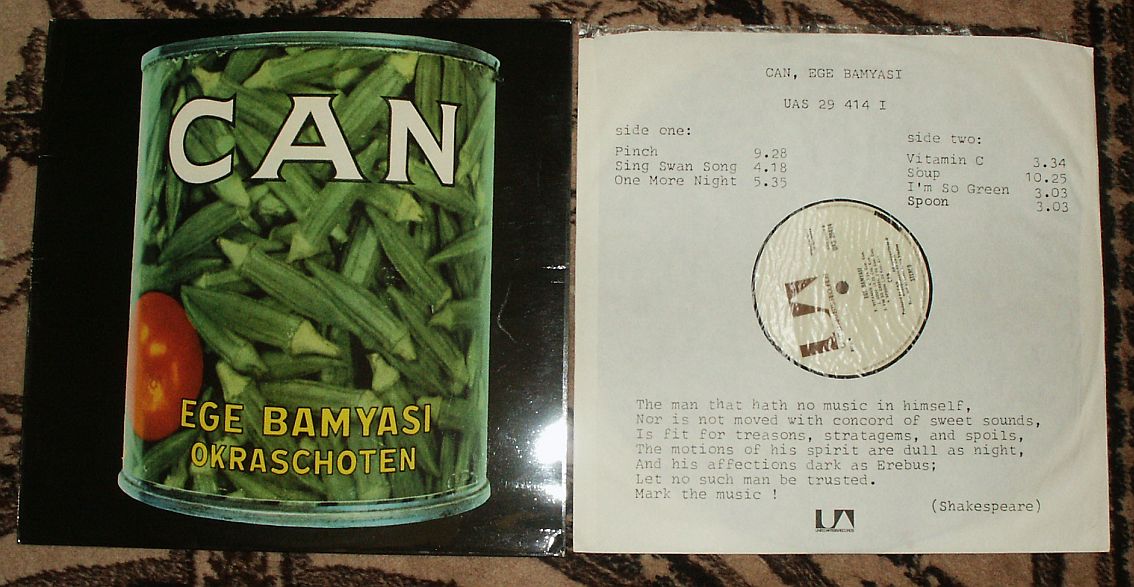 CAN
EGE BAMYASI
OKRASCHOTEN
CAN, EGE BAMYASI
UAS 29 414 I
side one:
Pinch 9.28
Sing Swan Song 4.18
One More Night 5.35
side two:
Vitamin C 3.34
Soup 10.25
I'm So Green 3.03
Spoon 3.03
The man that hath no music in himself,
Nor is not moved with concord of sweet sounds,
Is fit for treasons, stratagems, and spoils,
The motions of his spirit are dull as night,
And his affections dark as Erebus;
Let no such man be trusted.
Mark the music !
(Shakespeare)
UA
UNITED ARTISTS RECORDS